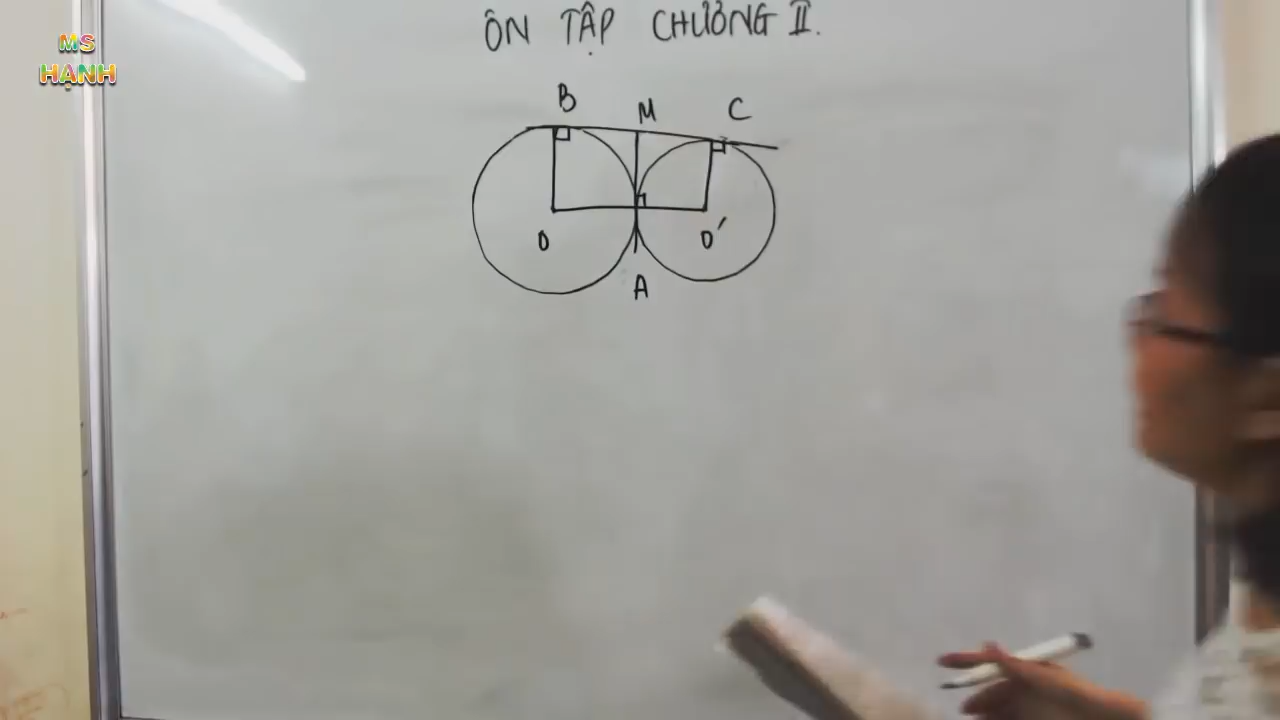 MS
HẠNH
ÔN TẬP CHƯƠNG II.
B M C
O O'
A